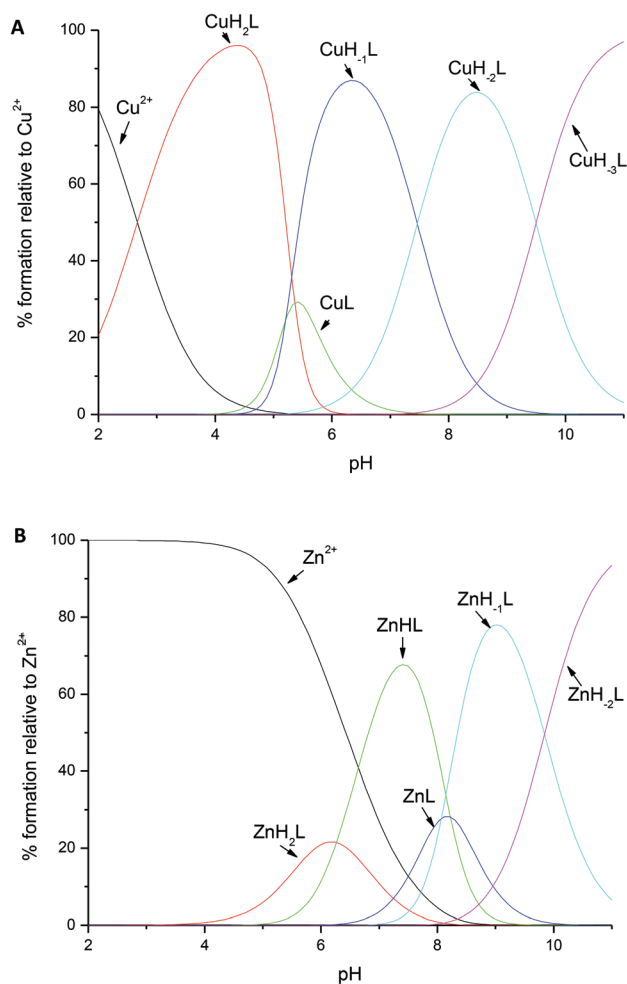 A
% formation relative to Cu²⁺
100
80
60
40
20
0
Cu²⁺
CuH₂L
CuL
CuH₋₁L
CuH₋₂L
CuH₋₃L
2
4
6
8
10
pH
B
% formation relative to Zn²⁺
100
80
60
40
20
0
Zn²⁺
ZnH₂L
ZnHL
ZnL
ZnH₋₁L
ZnH₋₂L
2
4
6
8
10
pH